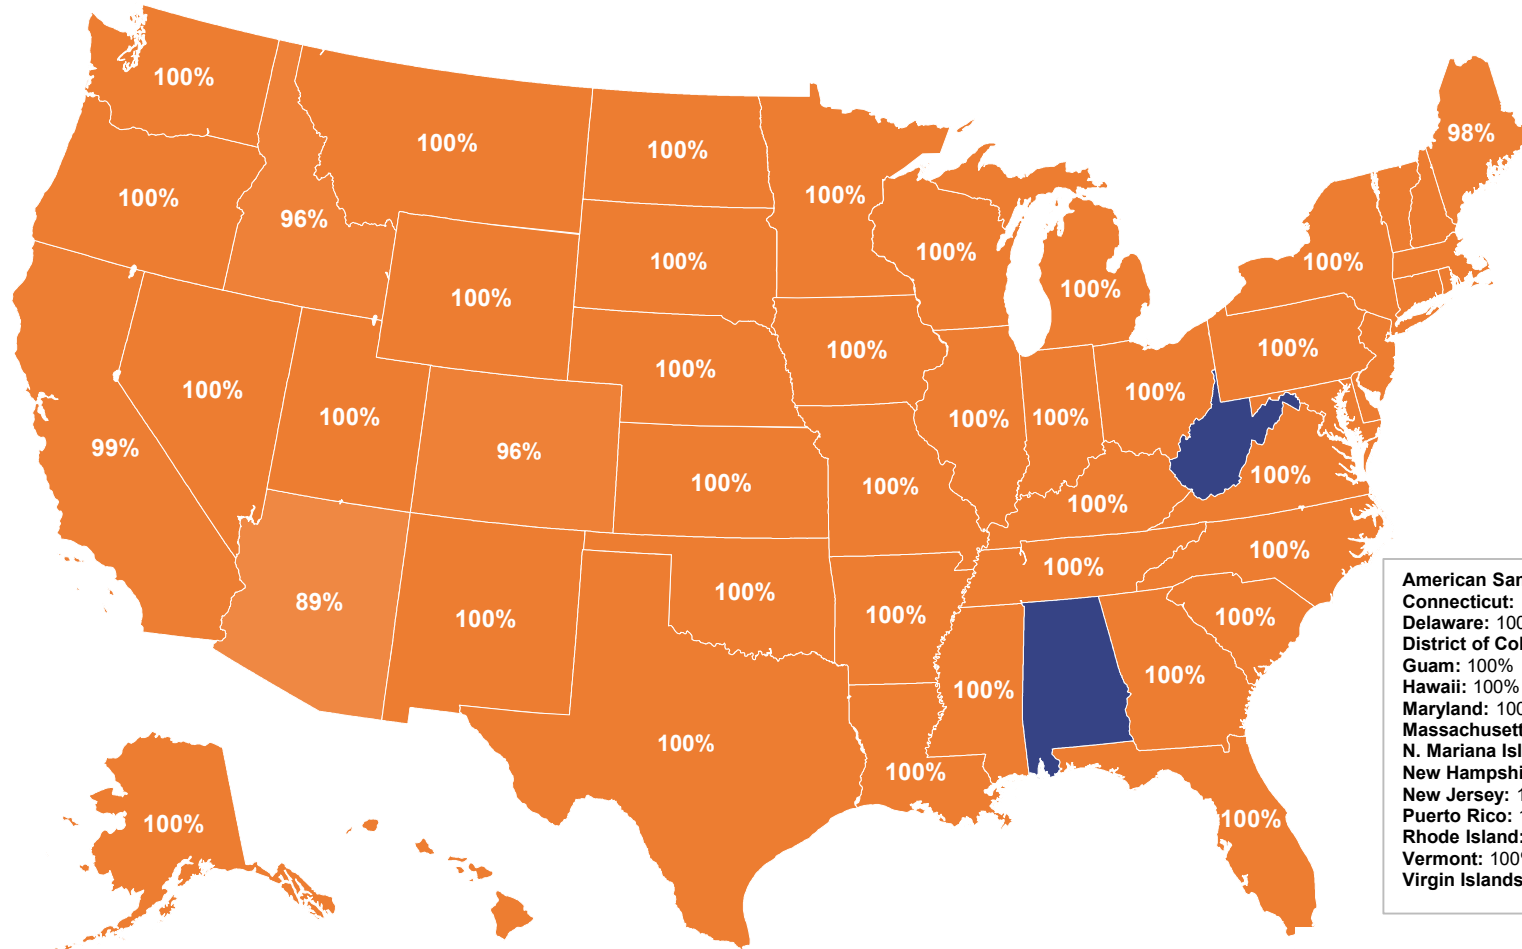 100%
98%
100%
100%
100%
100%
100%
96%
100%
100%
100%
100%
100%
100%
100%
100%
100%
100%
100%
100%
100%
100%
99%
96%
100%
100%
100%
100%
100%
100%
100%
89%
100%
100%
100%
100%
100%
100%
100%
100%
100%
100%
American Sa
Connecticut:
Delaware: 100
District of Col
Guam: 100%
Hawaii: 100%
Maryland: 100
Massachusett
N. Mariana Isl
New Hampshi
New Jersey: 1
Puerto Rico:
Rhode Island:
Vermont: 100
Virgin Islands